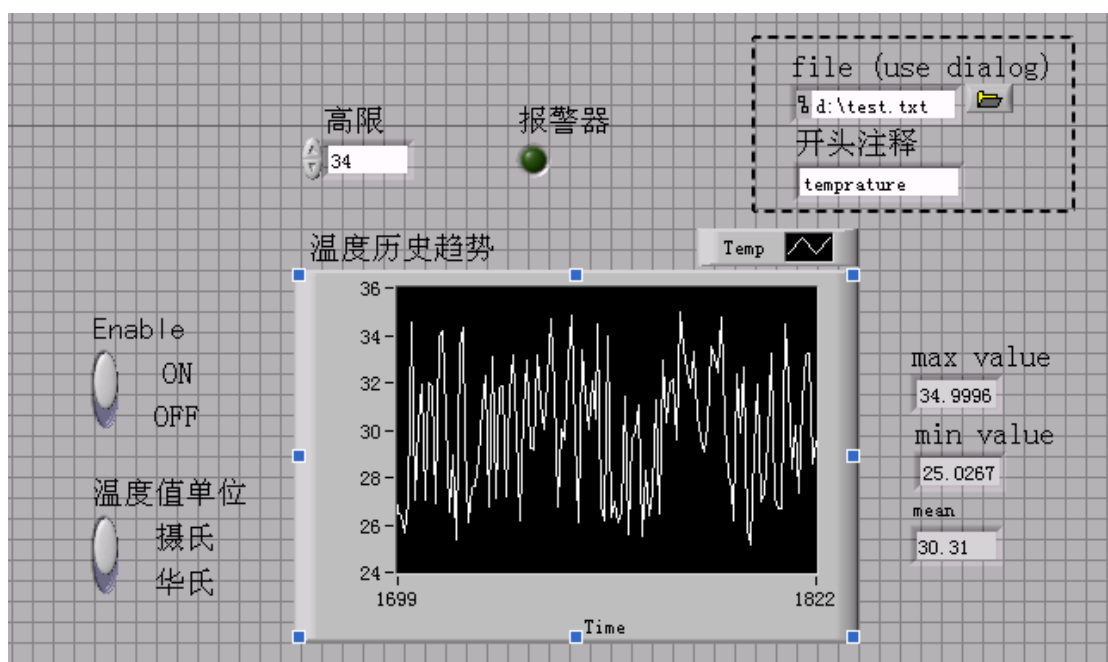 file (use dialog)
d:\test.txt
高限
报警器
34
开头注释
temprature
温度历史趋势
Temp
36
34
32
30
28
26
24
1699
1822
Time
Enable
ON
OFF
温度值单位
摄氏
华氏
max value
34.9996
min value
25.0267
mean
30.31